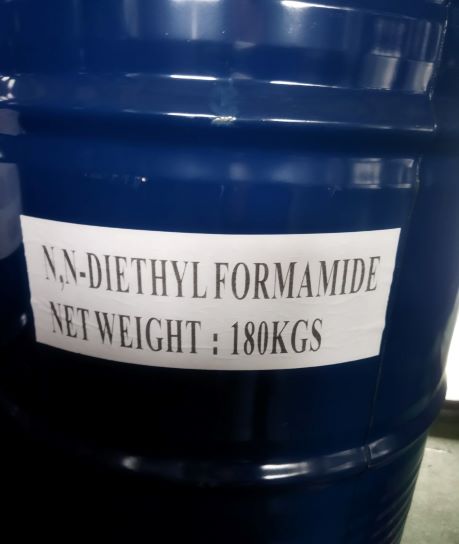 N,N-DIETHYL FORMAMIDE
NET WEIGHT : 180KGS